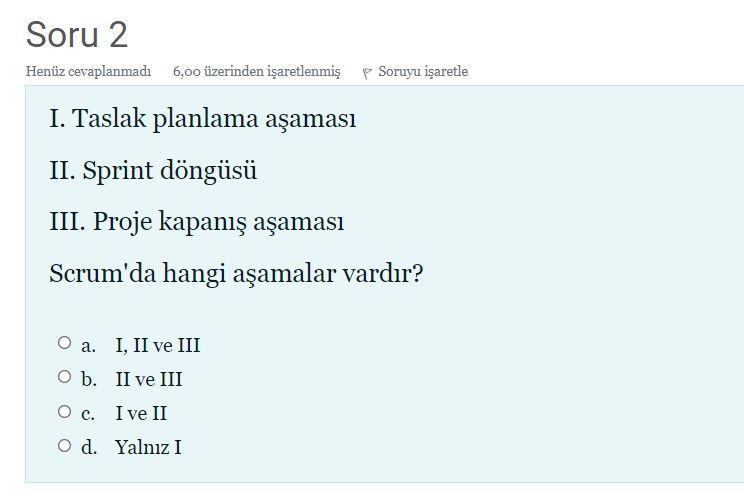 Soru 2
Henüz cevaplanmadı 6,00 üzerinden işaretlenmiş Soruyu işaretle
I. Taslak planlama aşaması
II. Sprint döngüsü
III. Proje kapanış aşaması
Scrum'da hangi aşamalar vardır?
a. I, II ve III
b. II ve III
c. I ve II
d. Yalnız I